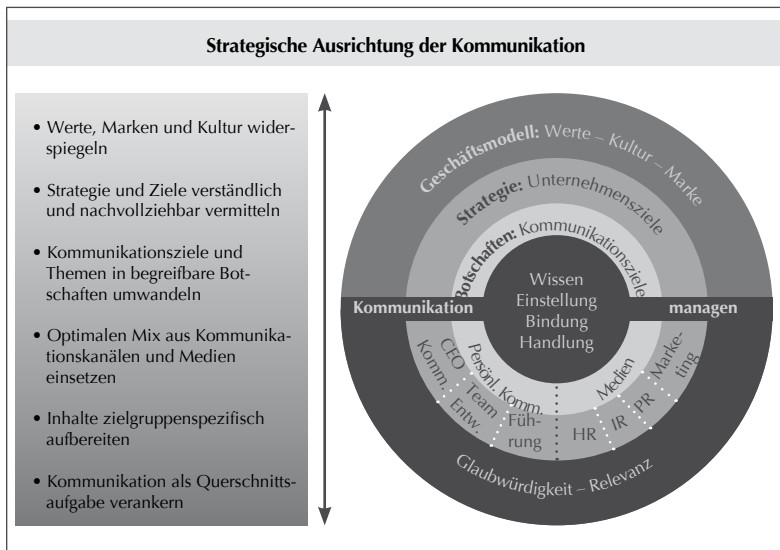 Strategische Ausrichtung der Kommunikation
• Werte, Marken und Kultur wider-
spiegeln
• Strategie und Ziele verständlich
und nachvollziehbar vermitteln
• Kommunikationsziele und
Themen in begreifbare Bot-
schaften umwandeln
• Optimalen Mix aus Kommunika-
tionskanälen und Medien
einsetzen
• Inhalte zielgruppenspezifisch
aufbereiten
• Kommunikation als Querschnitts-
aufgabe verankern
Geschäftsmodell: Werte – Kultur – Marke
Strategie: Unternehmensziele
Botschaften: Kommunikationsziele
Wissen
Einstellung
Bindung
Handlung
Kommunikation managen
Persönl. Komm.
Medien
CEO
Komm.
Team
Entw.
Füh-
rung
HR
IR
PR
Marke-
ting
Glaubwürdigkeit – Relevanz